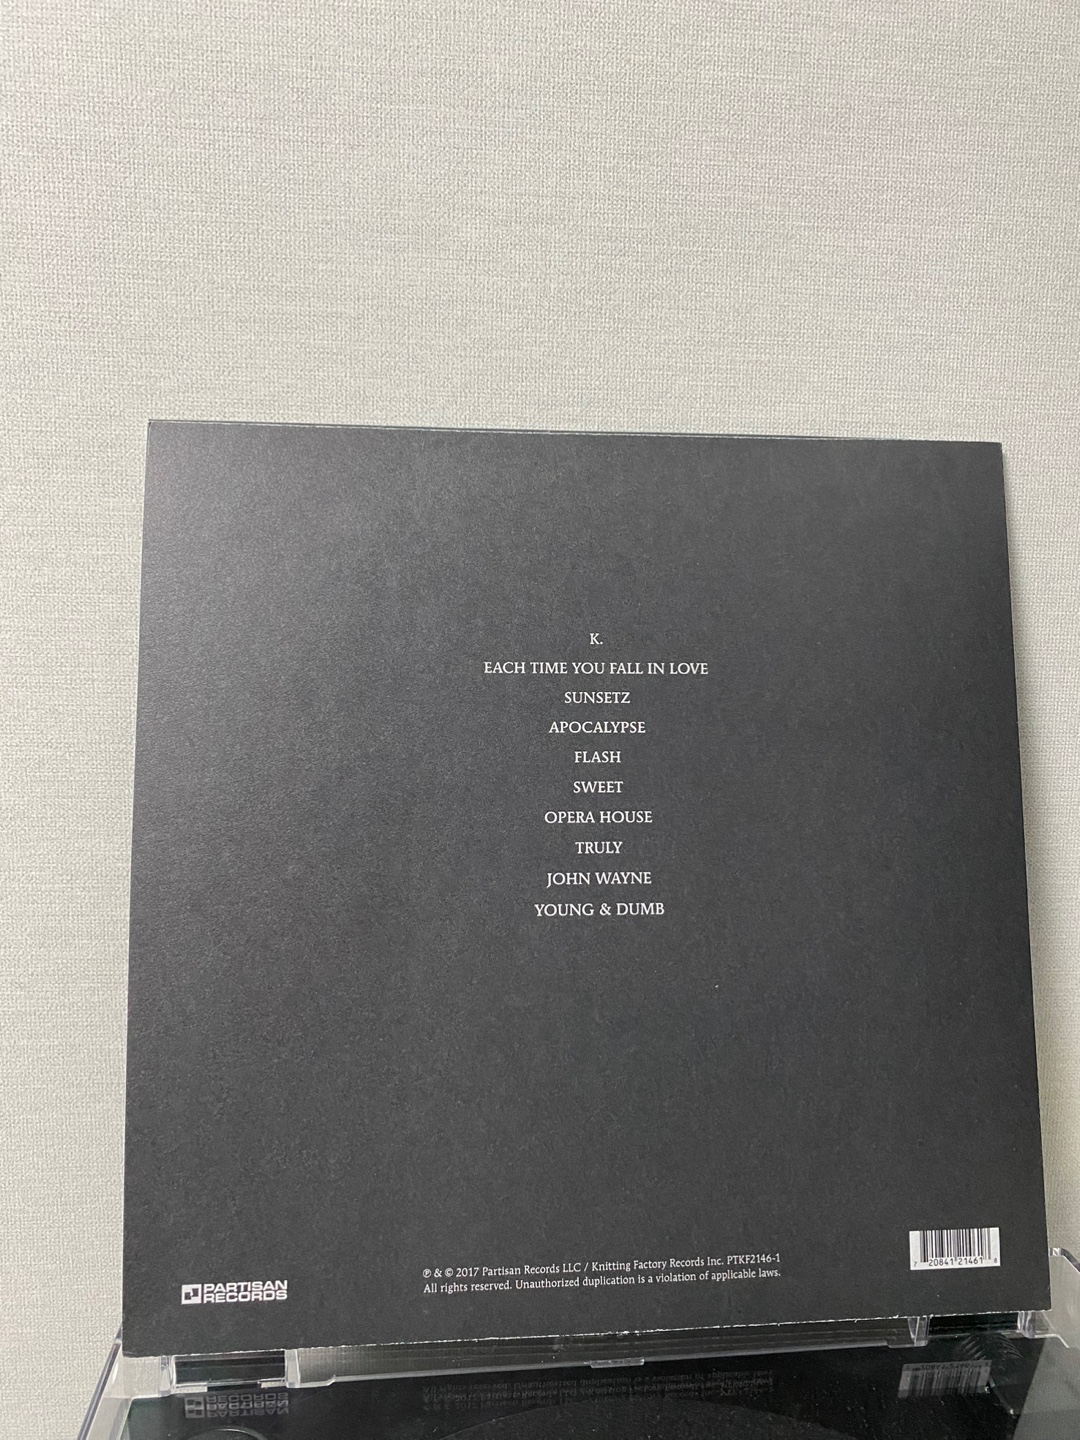 K.
EACH TIME YOU FALL IN LOVE
SUNSETZ
APOCALYPSE
FLASH
SWEET
OPERA HOUSE
TRULY
JOHN WAYNE
YOUNG & DUMB
PARTISAN
RECORDS
℗ & © 2017 Partisan Records LLC / Knitting Factory Records Inc. PTKF2146-1
All rights reserved. Unauthorized duplication is a violation of applicable laws.
7 20841 21461 8